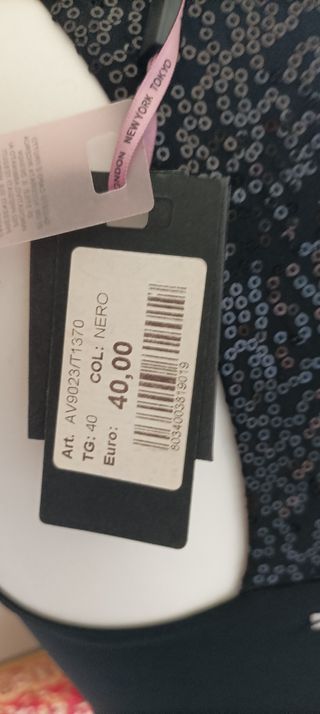 LONDON NEW YORK TOKYO
Art. AV9023/T1370
TG: 40 COL: NERO
Euro: 40,00
8034003819019